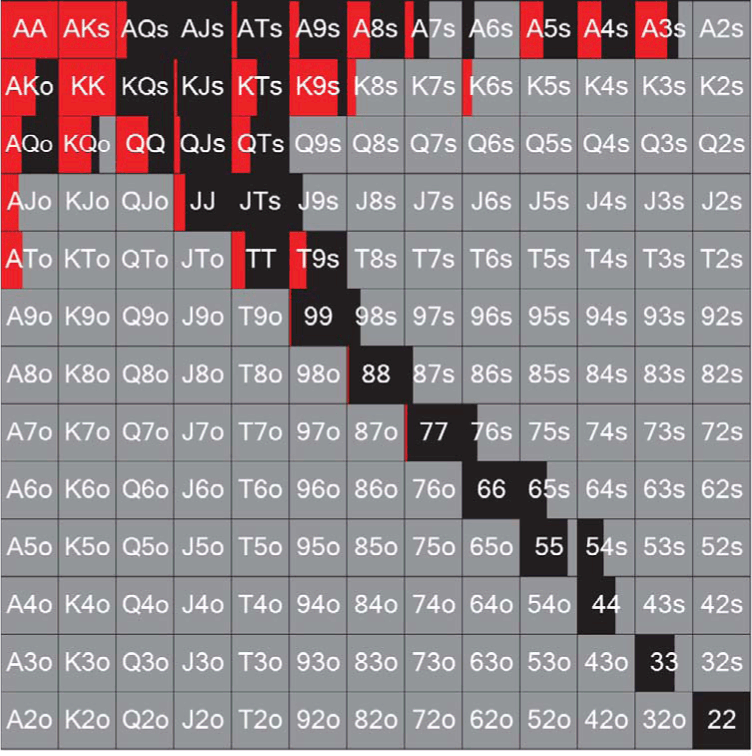 AA AKs AQs AJs ATs A9s A8s A7s A6s A5s A4s A3s A2s
AKo KK KQs KJs KTs K9s K8s K7s K6s K5s K4s K3s K2s
AQo KQo QQ QJs QTs Q9s Q8s Q7s Q6s Q5s Q4s Q3s Q2s
AJo KJo QJo JJ JTs J9s J8s J7s J6s J5s J4s J3s J2s
ATo KTo QTo JTo TT T9s T8s T7s T6s T5s T4s T3s T2s
A9o K9o Q9o J9o T9o 99 98s 97s 96s 95s 94s 93s 92s
A8o K8o Q8o J8o T8o 98o 88 87s 86s 85s 84s 83s 82s
A7o K7o Q7o J7o T7o 97o 87o 77 76s 75s 74s 73s 72s
A6o K6o Q6o J6o T6o 96o 86o 76o 66 65s 64s 63s 62s
A5o K5o Q5o J5o T5o 95o 85o 75o 65o 55 54s 53s 52s
A4o K4o Q4o J4o T4o 94o 84o 74o 64o 54o 44 43s 42s
A3o K3o Q3o J3o T3o 93o 83o 73o 63o 53o 43o 33 32s
A2o K2o Q2o J2o T2o 92o 82o 72o 62o 52o 42o 32o 22